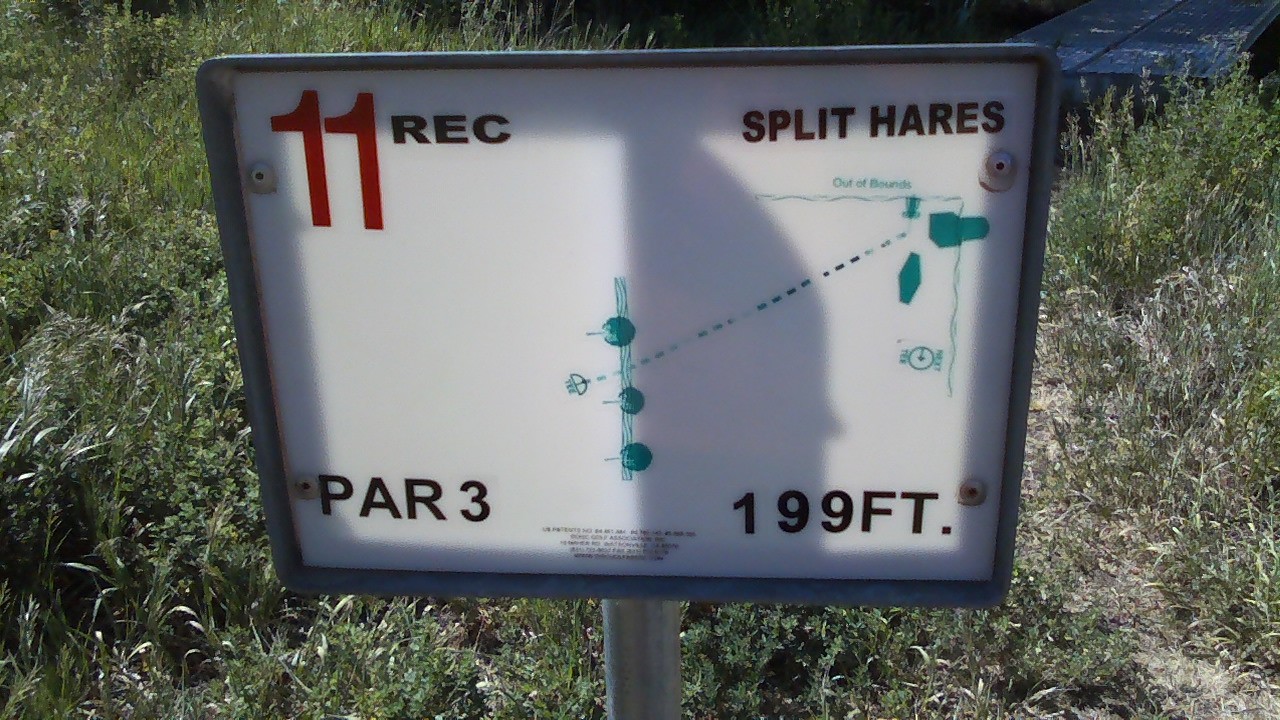 11 REC
SPLIT HARES
Out of Bounds
PAR 3
199FT.